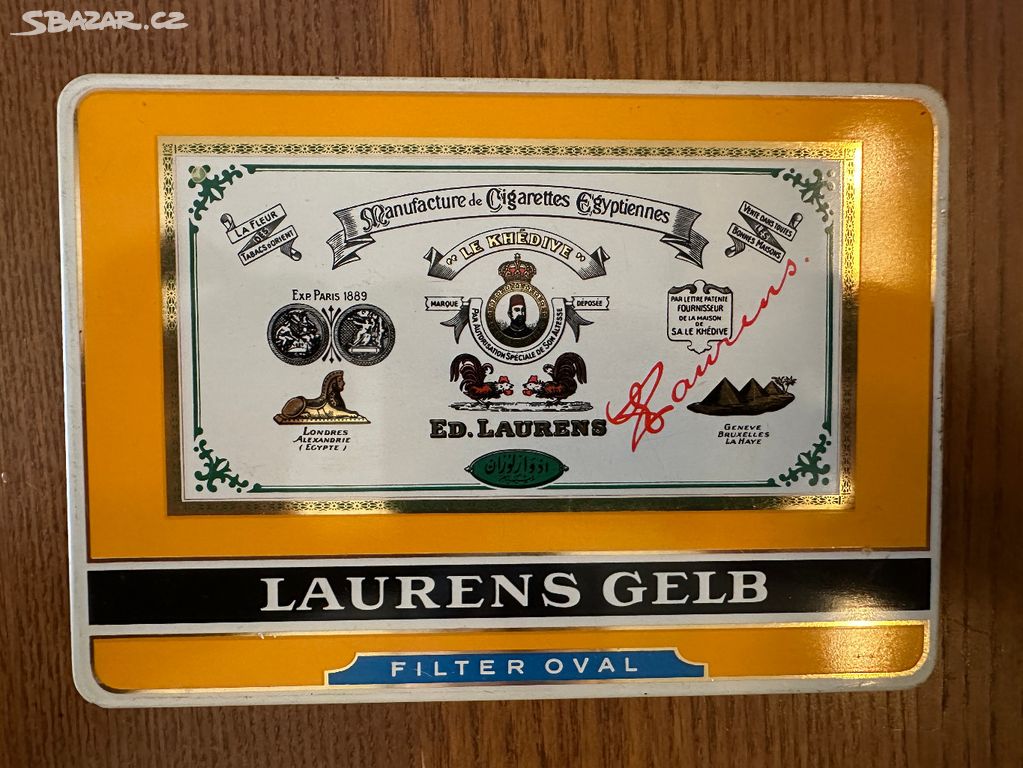 SBAZAR.CZ
Manufacture de Cigarettes Egyptiennes
LA FLEUR
DES
TABACS D'ORIENT
VENTE DANS TOUTES
LES
BONNES MAISONS
LE KHÉDIVE
EXP. PARIS 1889
MARQUE
DÉPOSÉE
PAR AUTORISATION SPÉCIALE DE SON ALTESSE
PAR LETTRE PATENTE
FOURNISSEUR
DE LA MAISON
DE
S.A. LE KHÉDIVE
Laurens.
ED. LAURENS
LONDRES
ALEXANDRIE
(EGYPTE)
GENEVE
BRUXELLES
LA HAYE
ادوار لوران
LAURENS GELB
FILTER OVAL